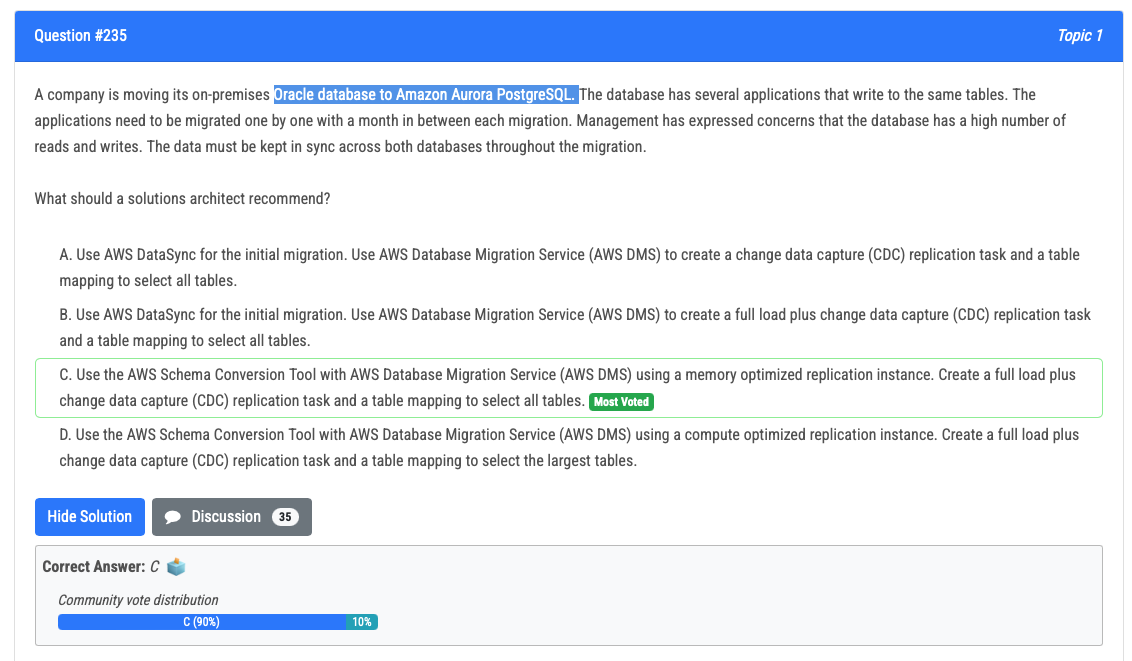 Question #235
Topic 1
A company is moving its on-premises Oracle database to Amazon Aurora PostgreSQL. The database has several applications that write to the same tables. The
applications need to be migrated one by one with a month in between each migration. Management has expressed concerns that the database has a high number of
reads and writes. The data must be kept in sync across both databases throughout the migration.
What should a solutions architect recommend?
A. Use AWS DataSync for the initial migration. Use AWS Database Migration Service (AWS DMS) to create a change data capture (CDC) replication task and a table
mapping to select all tables.
B. Use AWS DataSync for the initial migration. Use AWS Database Migration Service (AWS DMS) to create a full load plus change data capture (CDC) replication task
and a table mapping to select all tables.
C. Use the AWS Schema Conversion Tool with AWS Database Migration Service (AWS DMS) using a memory optimized replication instance. Create a full load plus
change data capture (CDC) replication task and a table mapping to select all tables. Most Voted
D. Use the AWS Schema Conversion Tool with AWS Database Migration Service (AWS DMS) using a compute optimized replication instance. Create a full load plus
change data capture (CDC) replication task and a table mapping to select the largest tables.
Hide Solution
Discussion 35
Correct Answer: C
Community vote distribution
C (90%)
10%